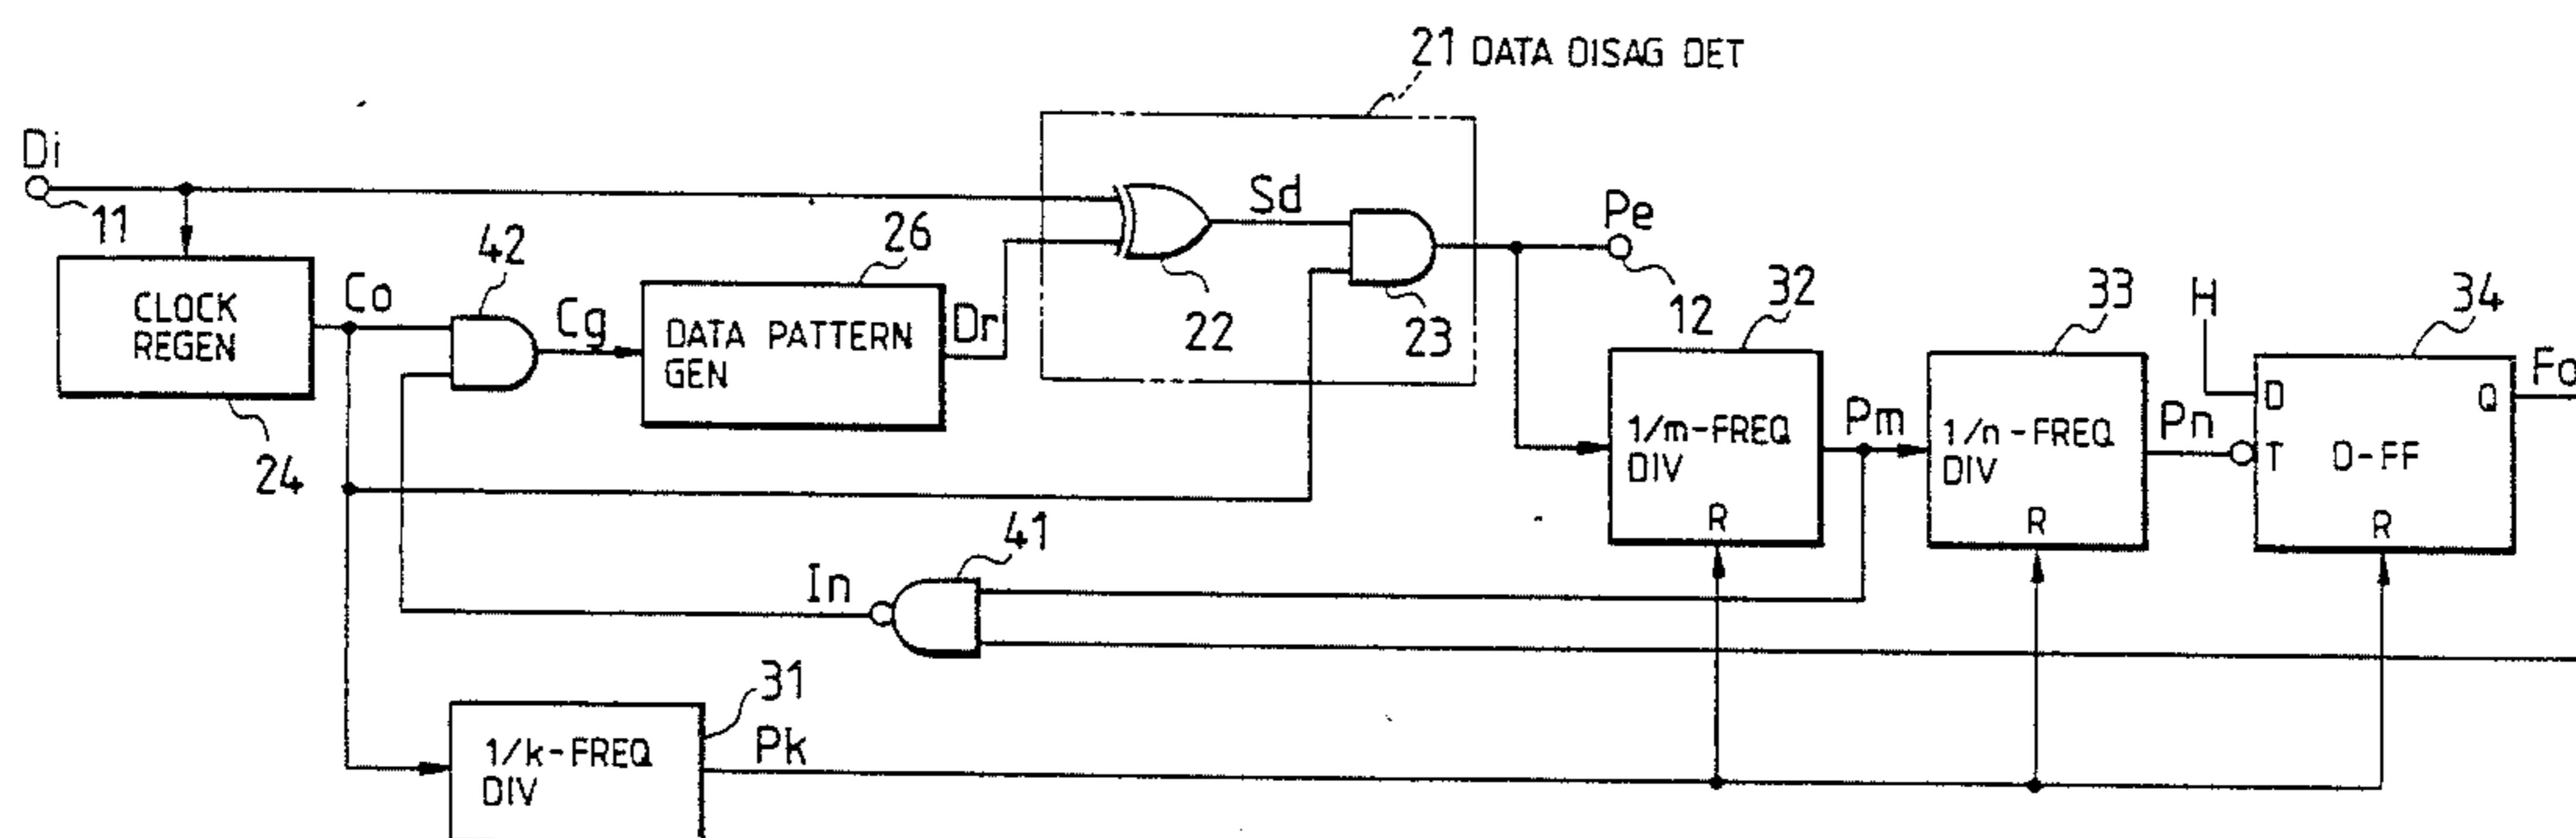 21 DATA OISAG DET
Di
11
42
26
Sd
Pe
CLOCK
REGEN
Co
Cg
DATA PATTERN
GEN
Dr
22
23
12
32
33
H
34
24
1/m-FREQ
DIV
R
Pm
1/n-FREQ
DIV
R
Pn
D
T
D-FF
Q
R
Fo
41
In
31
1/k-FREQ
DIV
Pk